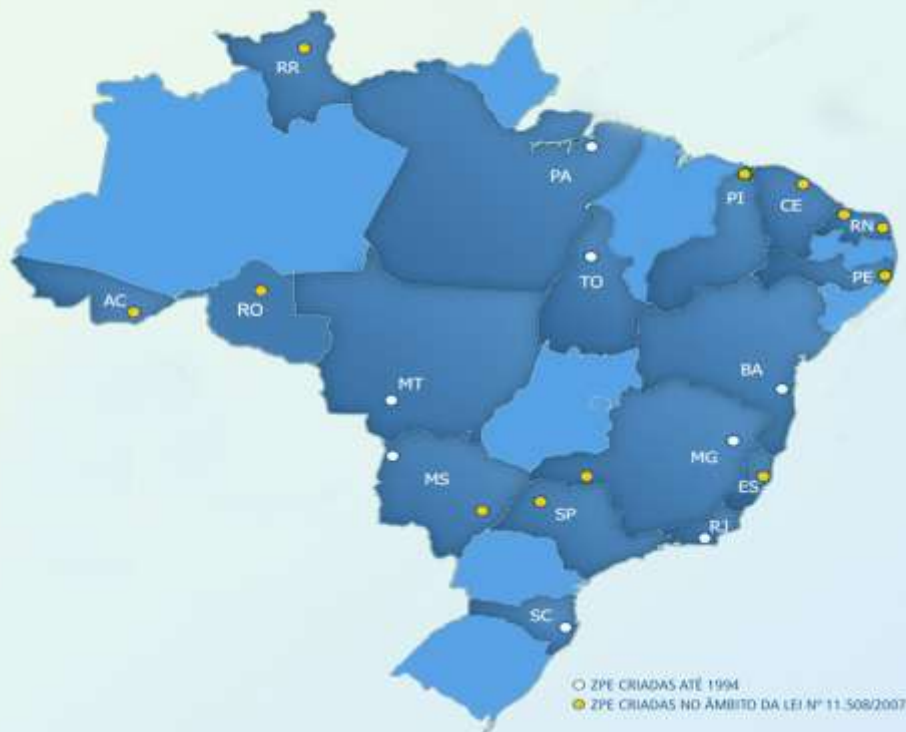 RR
PA
PI
CE
RN
PE
TO
AC
RO
BA
MT
MG
MS
ES
SP
RJ
SC
ZPE CRIADAS ATÉ 1994
ZPE CRIADAS NO ÂMBITO DA LEI Nº 11.508/2007